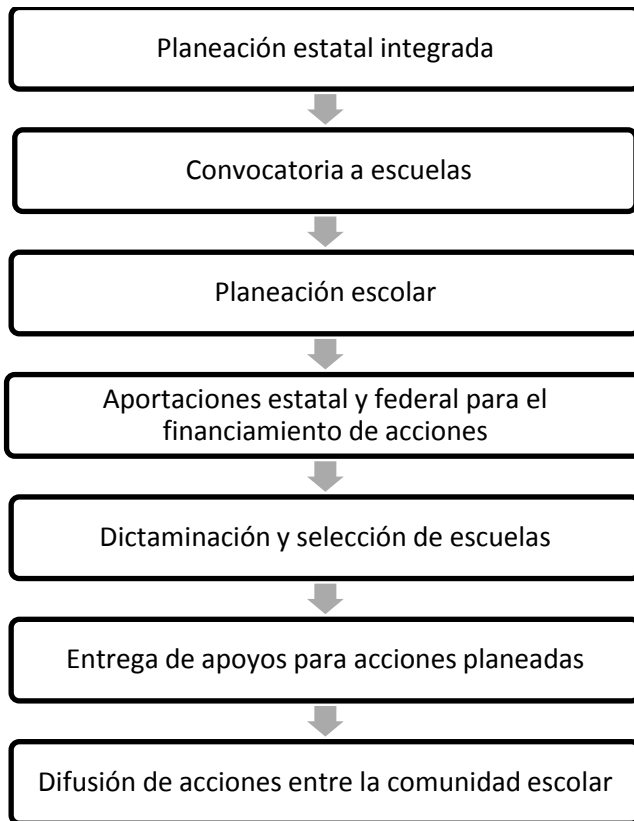 Planeación estatal integrada
Convocatoria a escuelas
Planeación escolar
Aportaciones estatal y federal para el
financiamiento de acciones
Dictaminación y selección de escuelas
Entrega de apoyos para acciones planeadas
Difusión de acciones entre la comunidad escolar